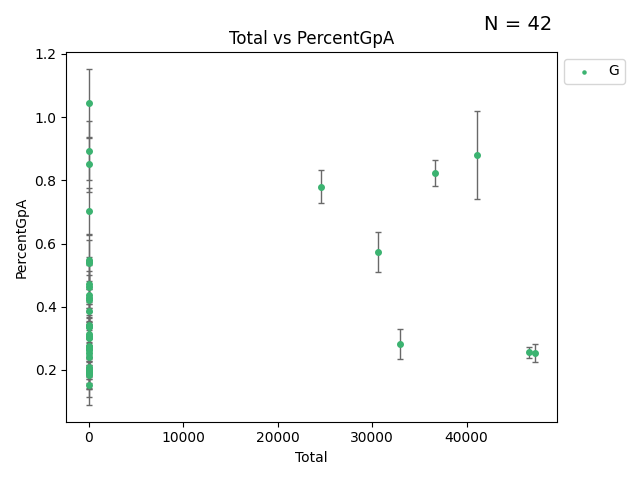 N = 42
Total vs PercentGpA
G
PercentGpA
1.2
1.0
0.8
0.6
0.4
0.2
0 10000 20000 30000 40000
Total